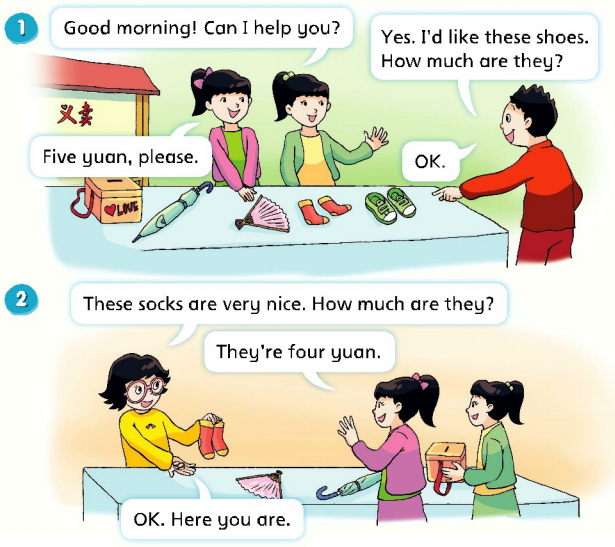 1
Good morning! Can I help you?
Yes. I'd like these shoes.
How much are they?
义卖
Five yuan, please.
OK.
LOVE
2
These socks are very nice. How much are they?
They're four yuan.
OK. Here you are.